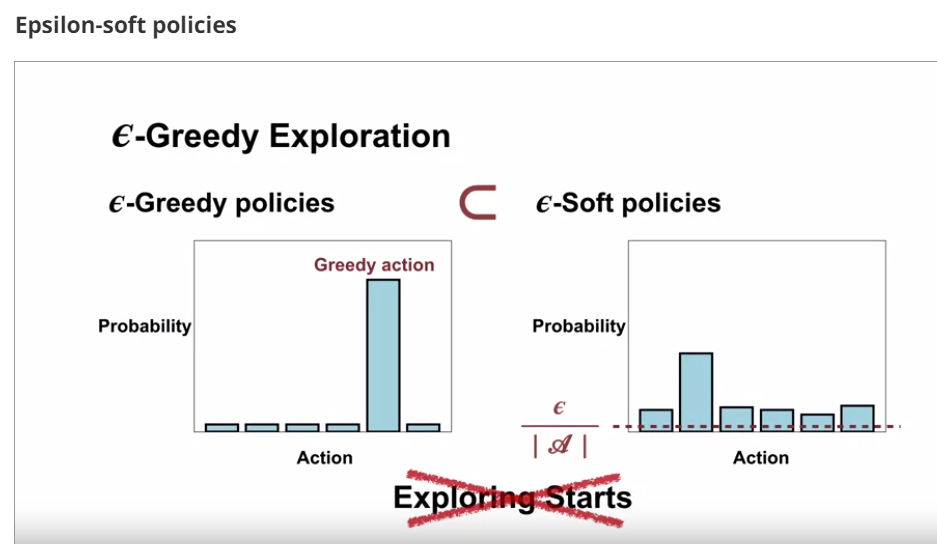 Epsilon-soft policies
ϵ-Greedy Exploration
ϵ-Greedy policies ⊂ ϵ-Soft policies
Greedy action
Probability
Probability
ϵ
| 𝒜 |
Action
Action
Exploring Starts